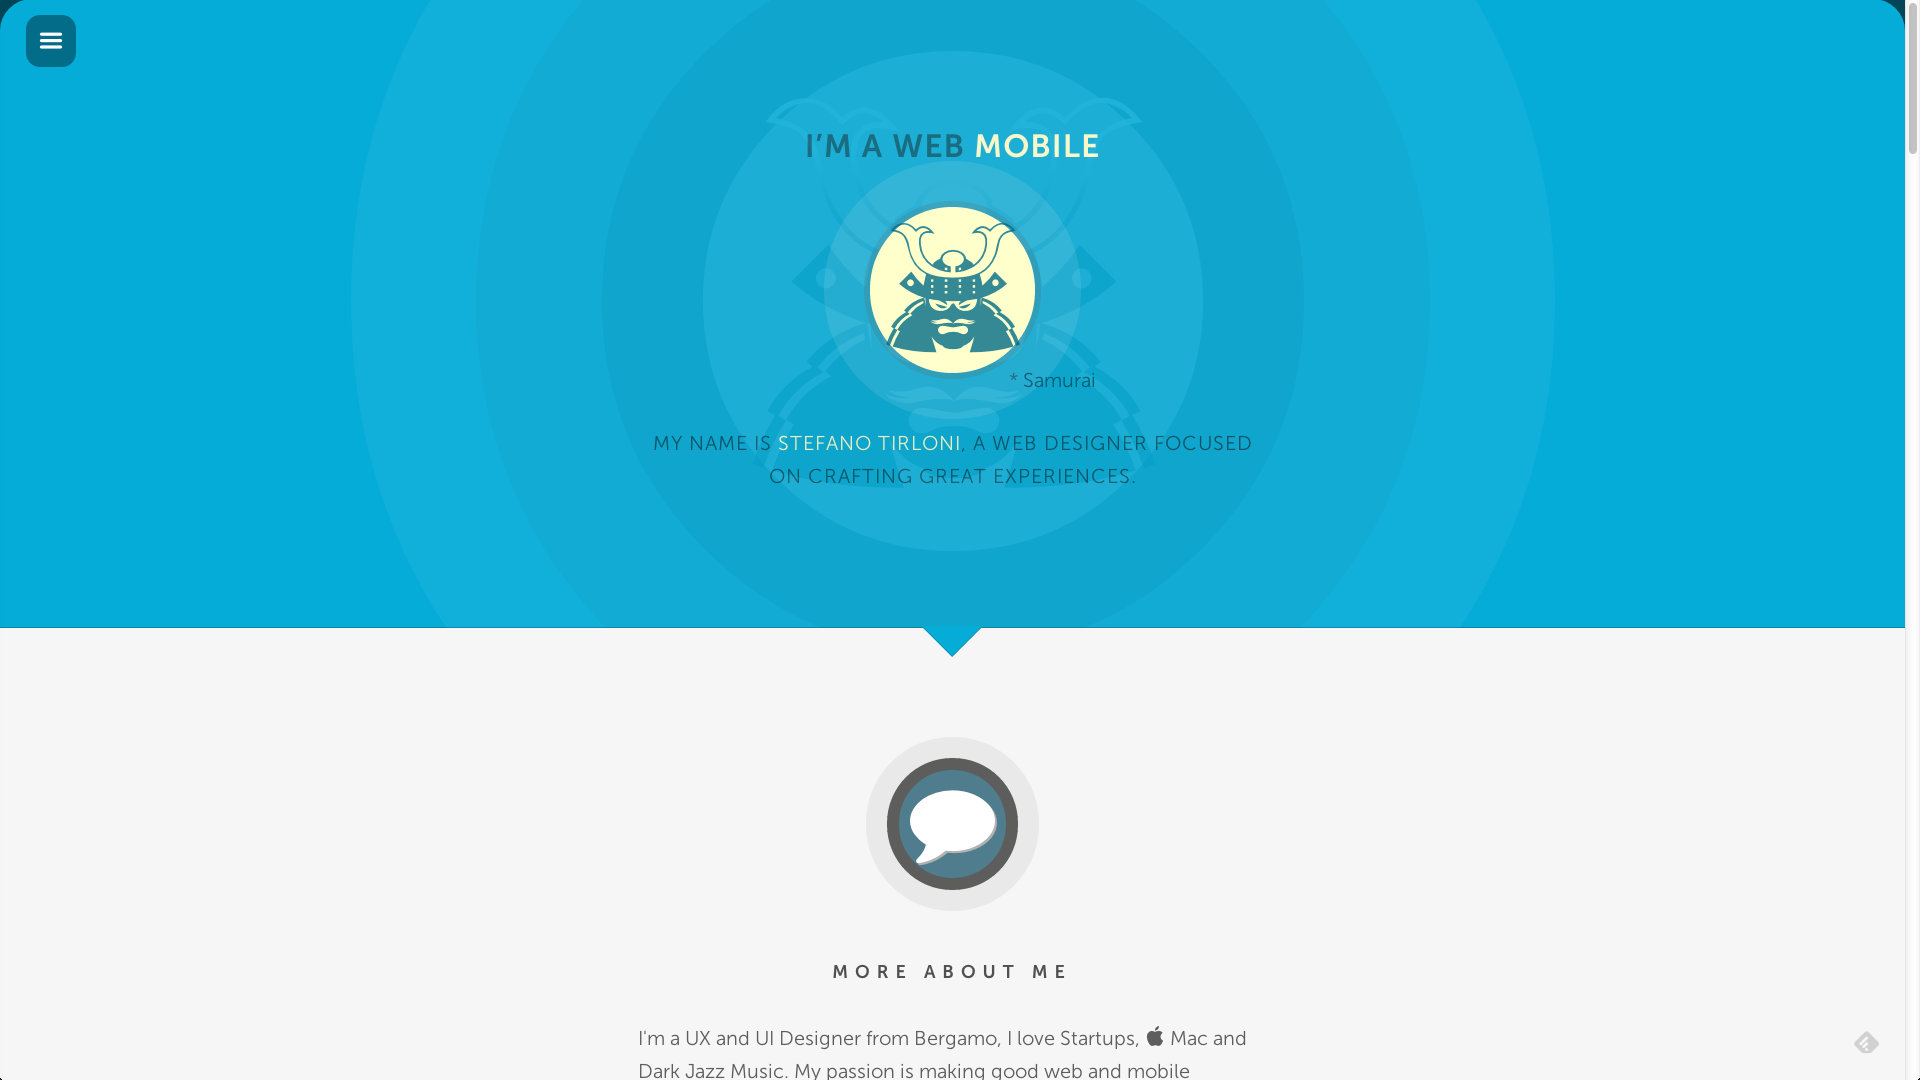 I’M A WEB MOBILE
* Samurai
MY NAME IS STEFANO TIRLONI, A WEB DESIGNER FOCUSED
ON CRAFTING GREAT EXPERIENCES.
MORE ABOUT ME
I'm a UX and UI Designer from Bergamo, I love Startups, Mac and
Dark Jazz Music. My passion is making good web and mobile